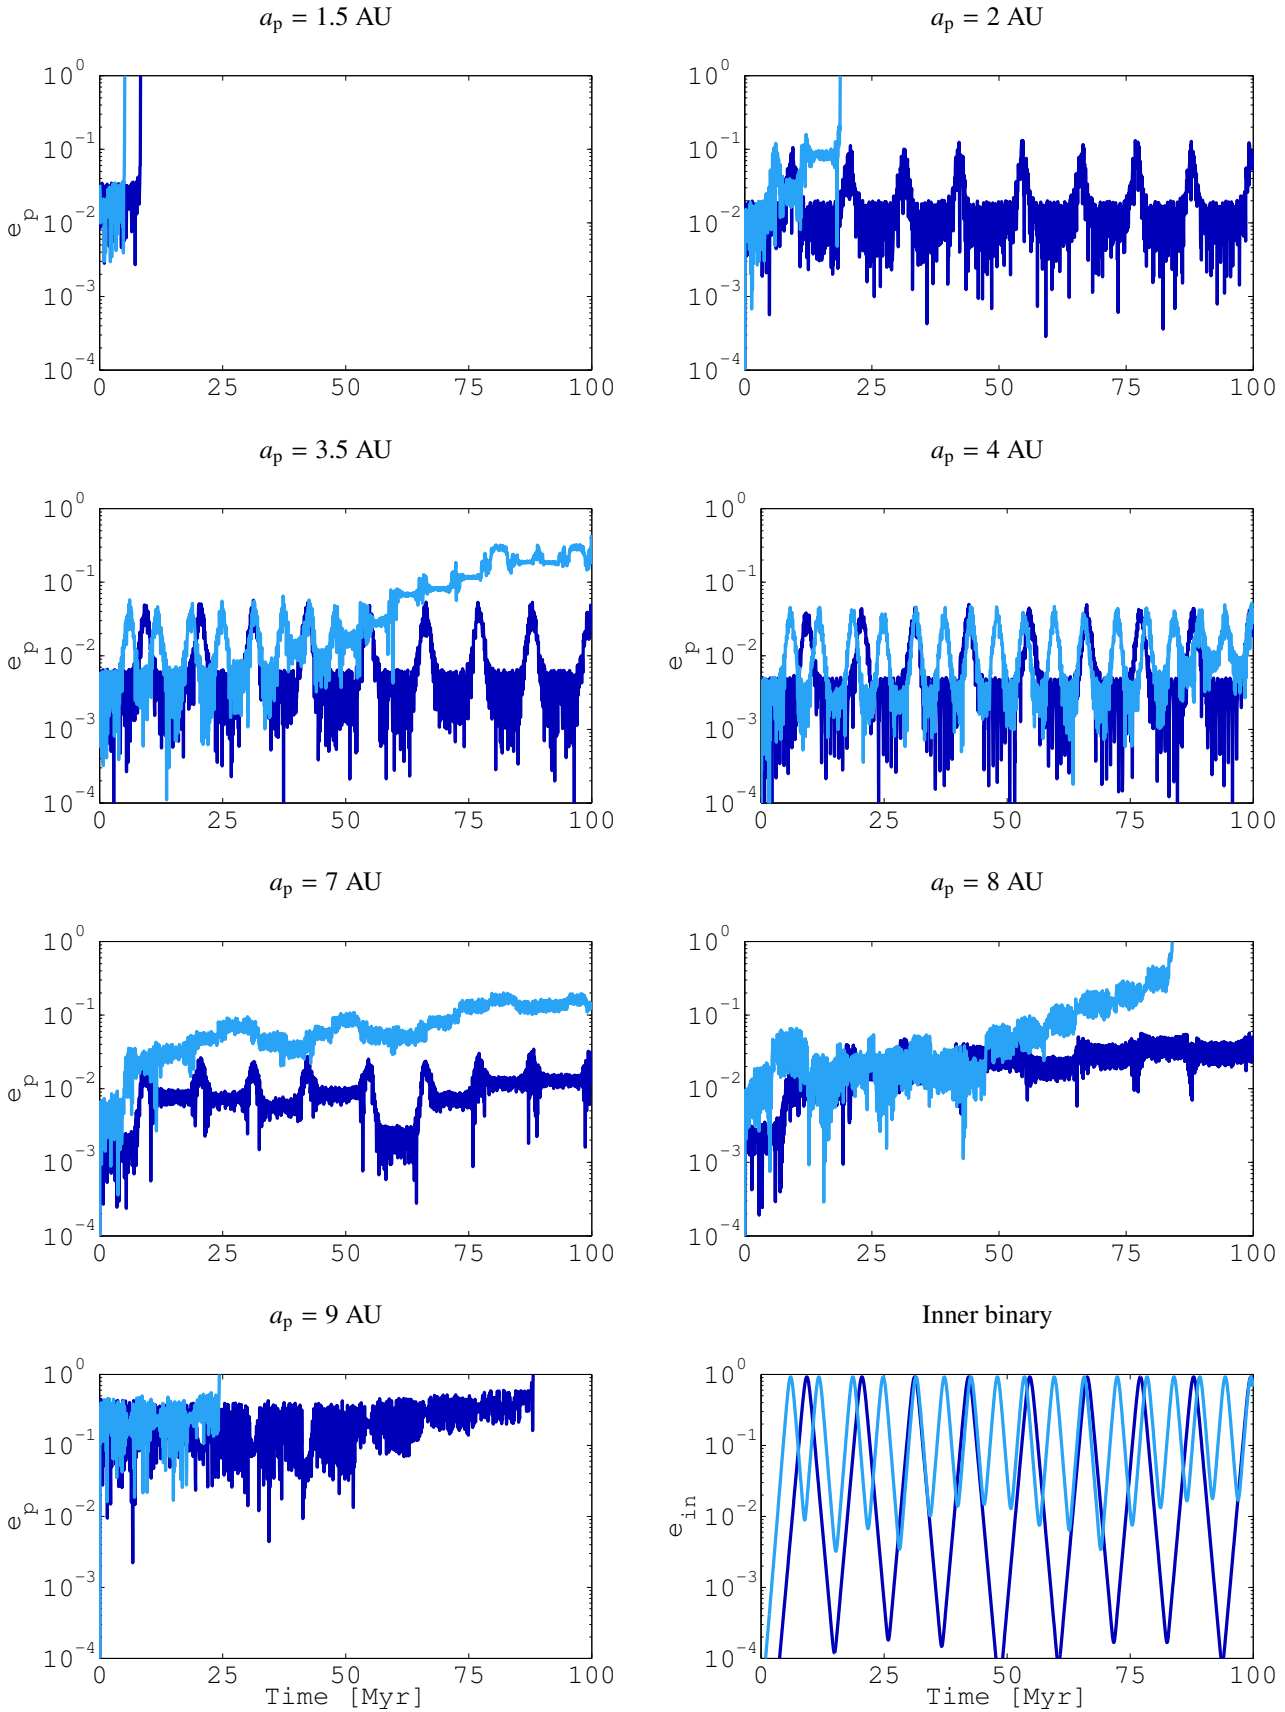 a_p = 1.5 AU
a_p = 2 AU
10^0
10^-1
10^-2
10^-3
10^-4
e_p
0 25 50 75 100
10^0
10^-1
10^-2
10^-3
10^-4
0 25 50 75 100
a_p = 3.5 AU
a_p = 4 AU
10^0
10^-1
10^-2
10^-3
10^-4
e_p
0 25 50 75 100
10^0
10^-1
10^-2
10^-3
10^-4
e_p
0 25 50 75 100
a_p = 7 AU
a_p = 8 AU
10^0
10^-1
10^-2
10^-3
10^-4
e_p
0 25 50 75 100
10^0
10^-1
10^-2
10^-3
10^-4
0 25 50 75 100
a_p = 9 AU
Inner binary
10^0
10^-1
10^-2
10^-3
10^-4
e_p
0 25 50 75 100
Time [Myr]
10^0
10^-1
10^-2
10^-3
10^-4
e_in
0 25 50 75 100
Time [Myr]